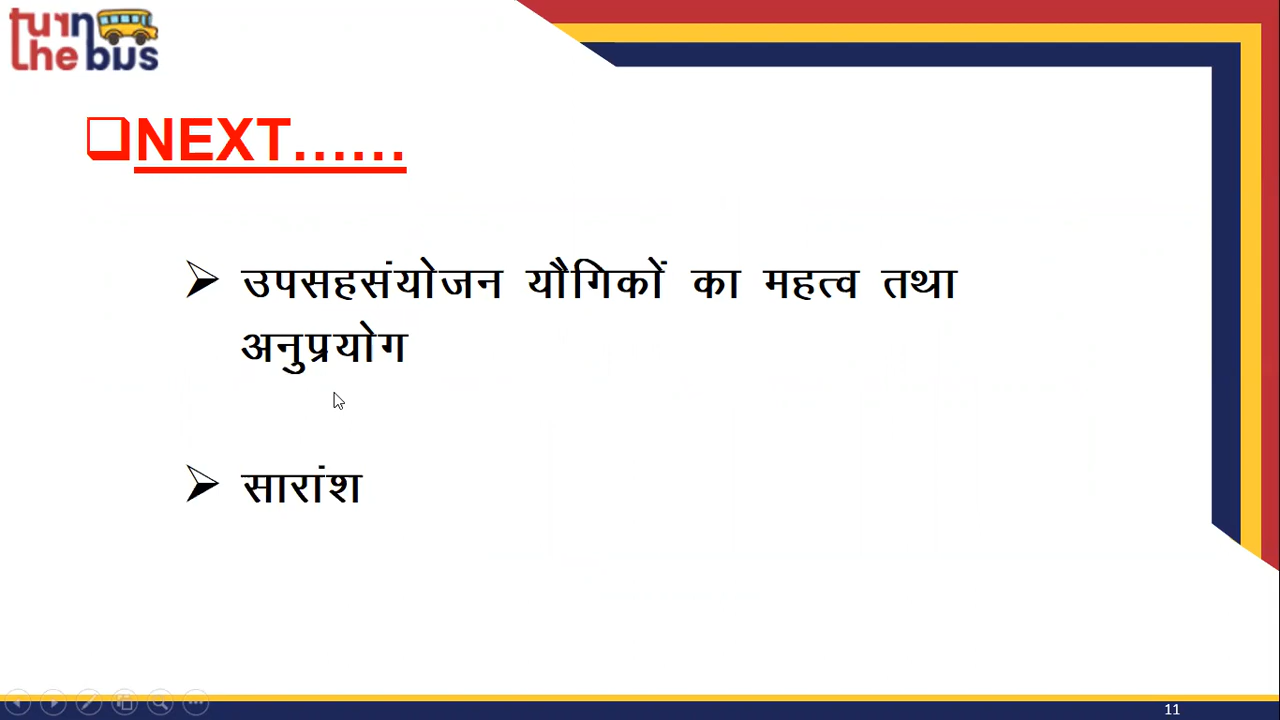 turn
the bus
NEXT......
उपसहसंयोजन यौगिकों का महत्व तथा
अनुप्रयोग
सारांश
11